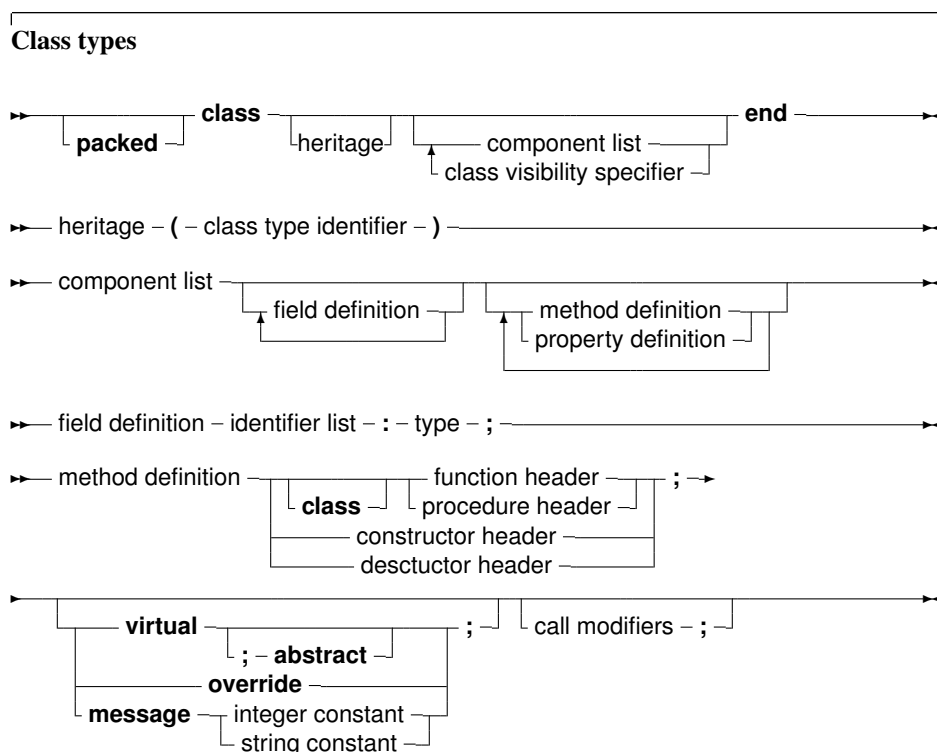 Class types
packed class heritage component list end
class visibility specifier
heritage ( class type identifier )
component list field definition method definition
property definition
field definition identifier list : type ;
method definition class function header ;
procedure header
constructor header
desctuctor header
virtual ; abstract ; call modifiers ;
override
message integer constant
string constant